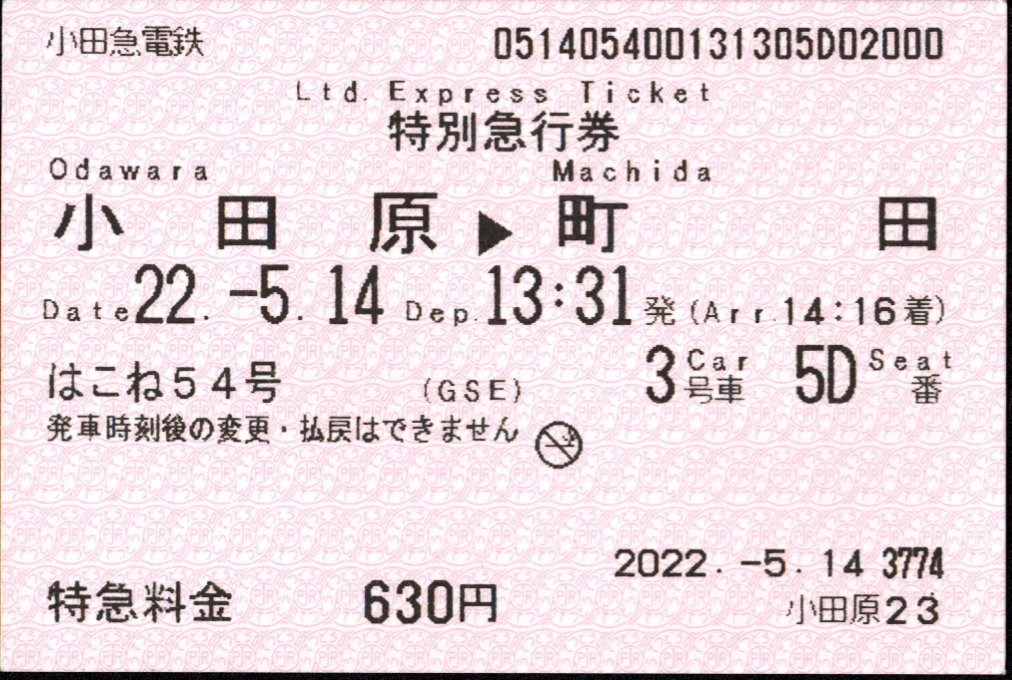 小田急電鉄 051405400131305D02000
Ltd. Express Ticket
特別急行券
Odawara Machida
小田原▶町田
Date 22.-5.14 Dep. 13:31発 (Arr. 14:16着)
はこね54号 (GSE) 3 Car 号車 5D Seat 番
発車時刻後の変更・払戻はできません
2022.-5.14 3774
特急料金 630円 小田原23